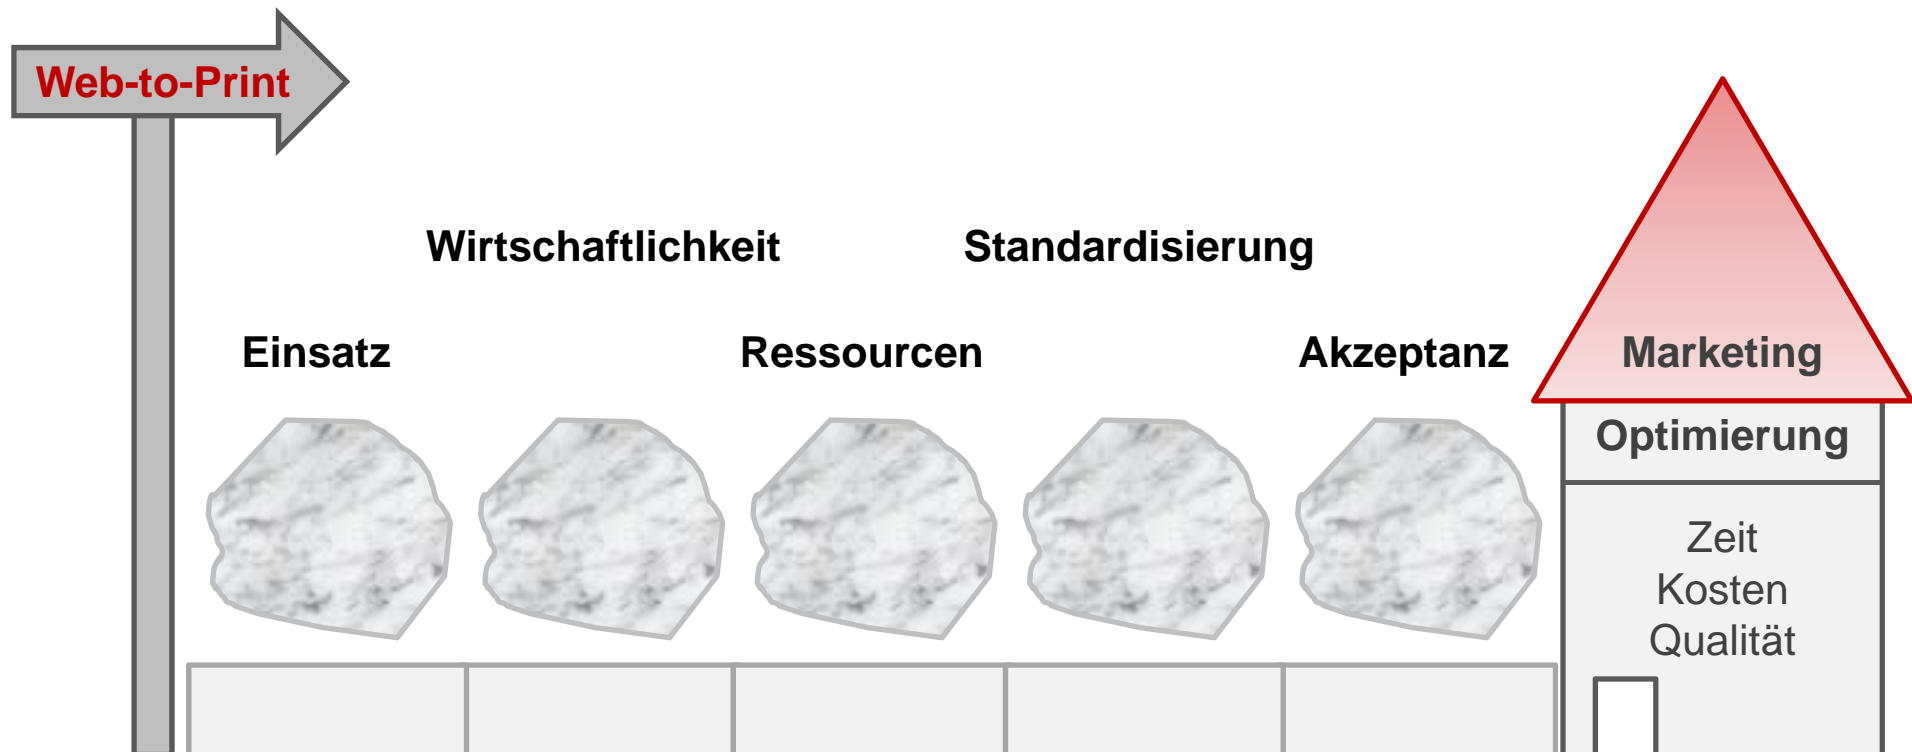 Web-to-Print
Wirtschaftlichkeit
Standardisierung
Einsatz
Ressourcen
Akzeptanz
Marketing
Optimierung
Zeit
Kosten
Qualität